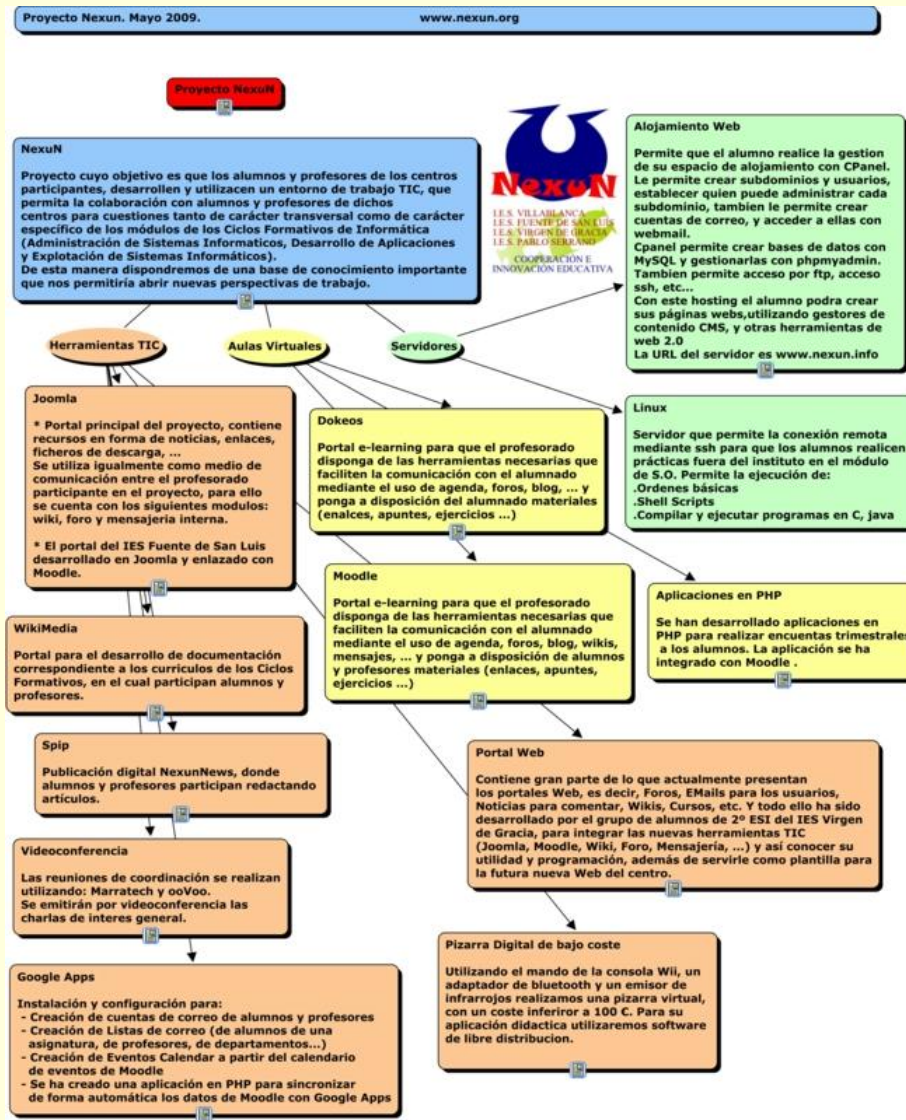 Proyecto Nexun. Mayo 2009. www.nexun.org
Proyecto NexuN
NexuN
Proyecto cuyo objetivo es que los alumnos y profesores de los centros
participantes, desarrollen y utilizacen un entorno de trabajo TIC, que
permita la colaboración con alumnos y profesores de dichos
centros para cuestiones tanto de carácter transversal como de carácter
específico de los módulos de los Ciclos Formativos de Informática
(Administración de Sistemas Informaticos, Desarrollo de Aplicaciones
y Explotación de Sistemas Informáticos).
De esta manera dispondremos de una base de conocimiento importante
que nos permitiría abrir nuevas perspectivas de trabajo.
NexuN
I.E.S. VILLABLANCA
I.E.S. FUENTE DE SAN LUIS
I.E.S. VIRGEN DE GRACIA
I.E.S. PABLO SERRANO
COOPERACIÓN E
INNOVACIÓN EDUCATIVA
Alojamiento Web
Permite que el alumno realice la gestion
de su espacio de alojamiento con CPanel.
Le permite crear subdominios y usuarios,
establecer quien puede administrar cada
subdominio, tambien le permite crear
cuentas de correo, y acceder a ellas con
webmail.
Cpanel permite crear bases de datos con
MySQL y gestionarlas con phpmyadmin.
Tambien permite acceso por ftp, acceso
ssh, etc...
Con este hosting el alumno podra crear
sus páginas webs,utilizando gestores de
contenido CMS, y otras herramientas de
web 2.0
La URL del servidor es www.nexun.info
Herramientas TIC
Aulas Virtuales
Servidores
Joomla
* Portal principal del proyecto, contiene
recursos en forma de noticias, enlaces,
ficheros de descarga, ...
Se utiliza igualmente como medio de
comunicación entre el profesorado
participante en el proyecto, para ello
se cuenta con los siguientes modulos:
wiki, foro y mensajeria interna.
* El portal del IES Fuente de San Luis
desarrollado en Joomla y enlazado con
Moodle.
Dokeos
Portal e-learning para que el profesorado
disponga de las herramientas necesarias que
faciliten la comunicación con el alumnado
mediante el uso de agenda, foros, blog, ... y
ponga a disposición del alumnado materiales
(enalces, apuntes, ejercicios ...)
Linux
Servidor que permite la conexión remota
mediante ssh para que los alumnos realicen
prácticas fuera del instituto en el módulo
de S.O. Permite la ejecución de:
.Ordenes básicas
.Shell Scripts
.Compilar y ejecutar programas en C, java
Moodle
Portal e-learning para que el profesorado
disponga de las herramientas necesarias que
faciliten la comunicación con el alumnado
mediante el uso de agenda, foros, blog, wikis,
mensajes, ... y ponga a disposición de alumnos
y profesores materiales (enlaces, apuntes,
ejercicios ...)
Aplicaciones en PHP
Se han desarrollado aplicaciones en
PHP para realizar encuentas trimestrales
a los alumnos. La aplicación se ha
integrado con Moodle .
WikiMedia
Portal para el desarrollo de documentación
correspondiente a los curriculos de los Ciclos
Formativos, en el cual participan alumnos y
profesores.
Spip
Publicación digital NexunNews, donde
alumnos y profesores participan redactando
artículos.
Portal Web
Contiene gran parte de lo que actualmente presentan
los portales Web, es decir, Foros, EMails para los usuarios,
Noticias para comentar, Wikis, Cursos, etc. Y todo ello ha sido
desarrollado por el grupo de alumnos de 2º ESI del IES Virgen
de Gracia, para integrar las nuevas herramientas TIC
(Joomla, Moodle, Wiki, Foro, Mensajería, ...) y así conocer su
utilidad y programación, además de servirle como plantilla para
la futura nueva Web del centro.
Videoconferencia
Las reuniones de coordinación se realizan
utilizando: Marratech y ooVoo.
Se emitirán por videoconferencia las
charlas de interes general.
Pizarra Digital de bajo coste
Utilizando el mando de la consola Wii, un
adaptador de bluetooth y un emisor de
infrarrojos realizamos una pizarra virtual,
con un coste inferiror a 100 C. Para su
aplicación didactica utilizaremos software
de libre distribucion.
Google Apps
Instalación y configuración para:
- Creación de cuentas de correo de alumnos y profesores
- Creación de Listas de correo (de alumnos de una
asignatura, de profesores, de departamentos...)
- Creación de Eventos Calendar a partir del calendario
de eventos de Moodle
- Se ha creado una aplicación en PHP para sincronizar
de forma automática los datos de Moodle con Google Apps